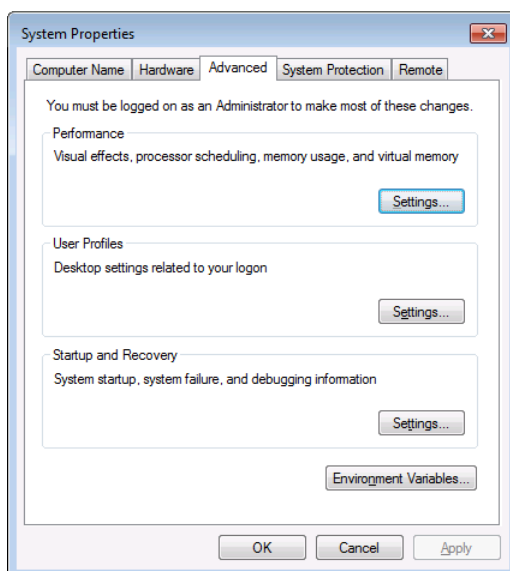 System Properties
Computer Name Hardware Advanced System Protection Remote
You must be logged on as an Administrator to make most of these changes.
Performance
Visual effects, processor scheduling, memory usage, and virtual memory
Settings...
User Profiles
Desktop settings related to your logon
Settings...
Startup and Recovery
System startup, system failure, and debugging information
Settings...
Environment Variables...
OK Cancel Apply